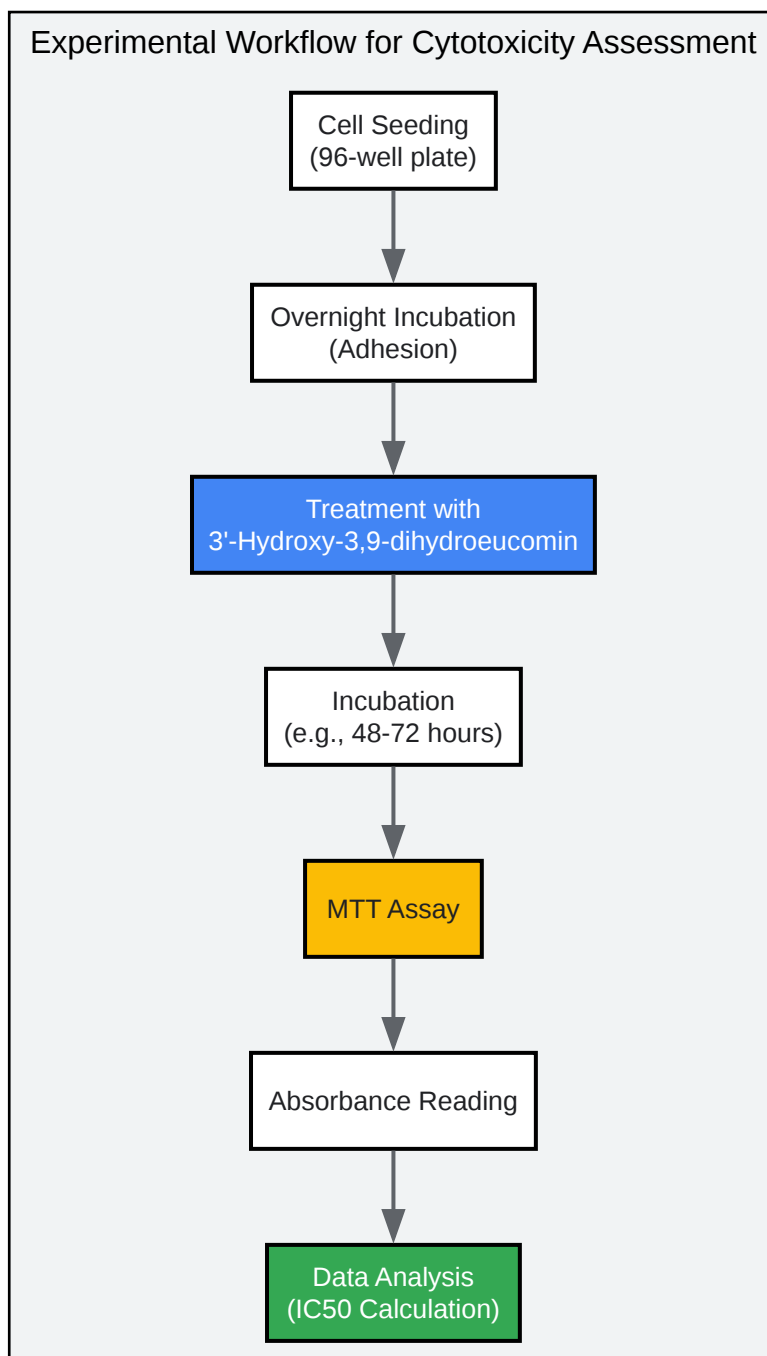 Experimental Workflow for Cytotoxicity Assessment
Cell Seeding
(96-well plate)
Overnight Incubation
(Adhesion)
Treatment with
3'-Hydroxy-3,9-dihydroeucomin
Incubation
(e.g., 48-72 hours)
MTT Assay
Absorbance Reading
Data Analysis
(IC50 Calculation)